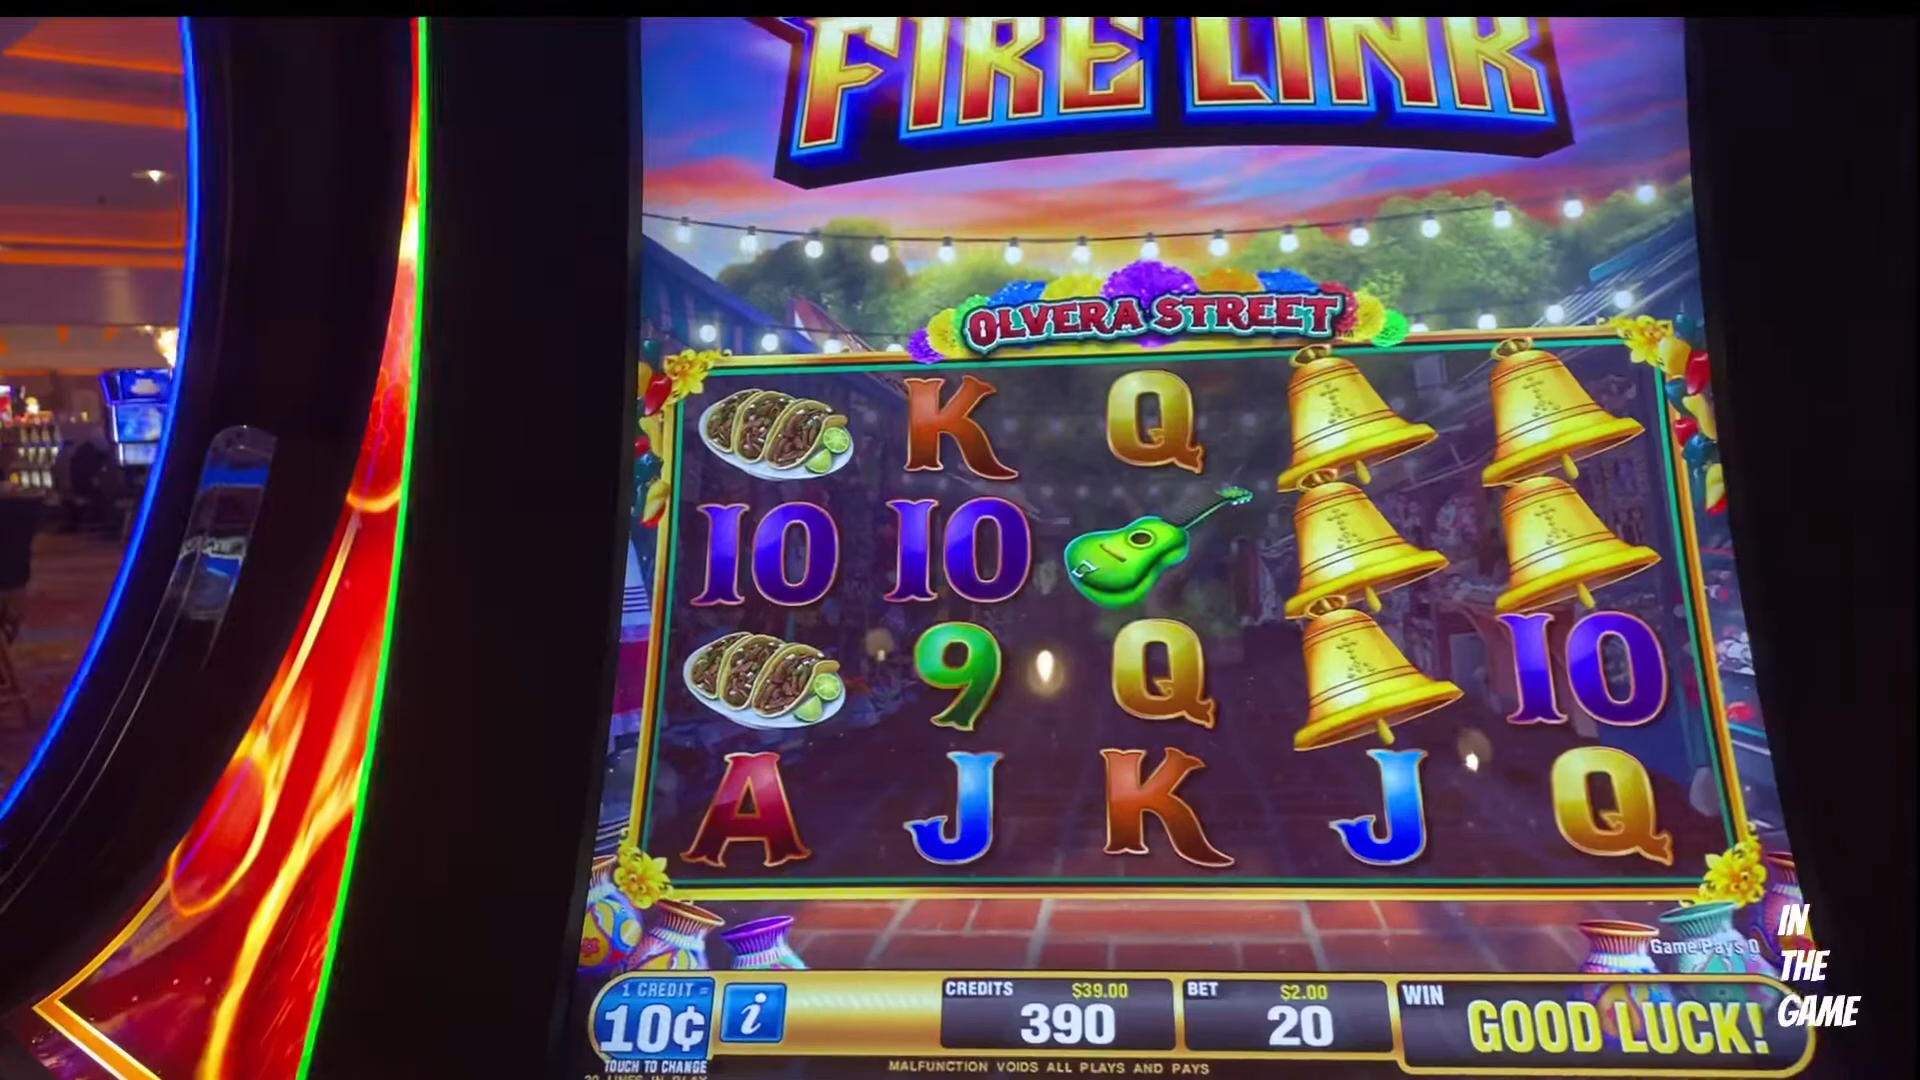 FIRE LINK
OLVERA STREET
K Q
10 10
9 Q 10
A J K J Q
Game Pays 0
1 CREDIT =
10¢
TOUCH TO CHANGE
i
CREDITS $39.00
390
BET $2.00
20
WIN
GOOD LUCK!
MALFUNCTION VOIDS ALL PLAYS AND PAYS
IN
THE
GAME